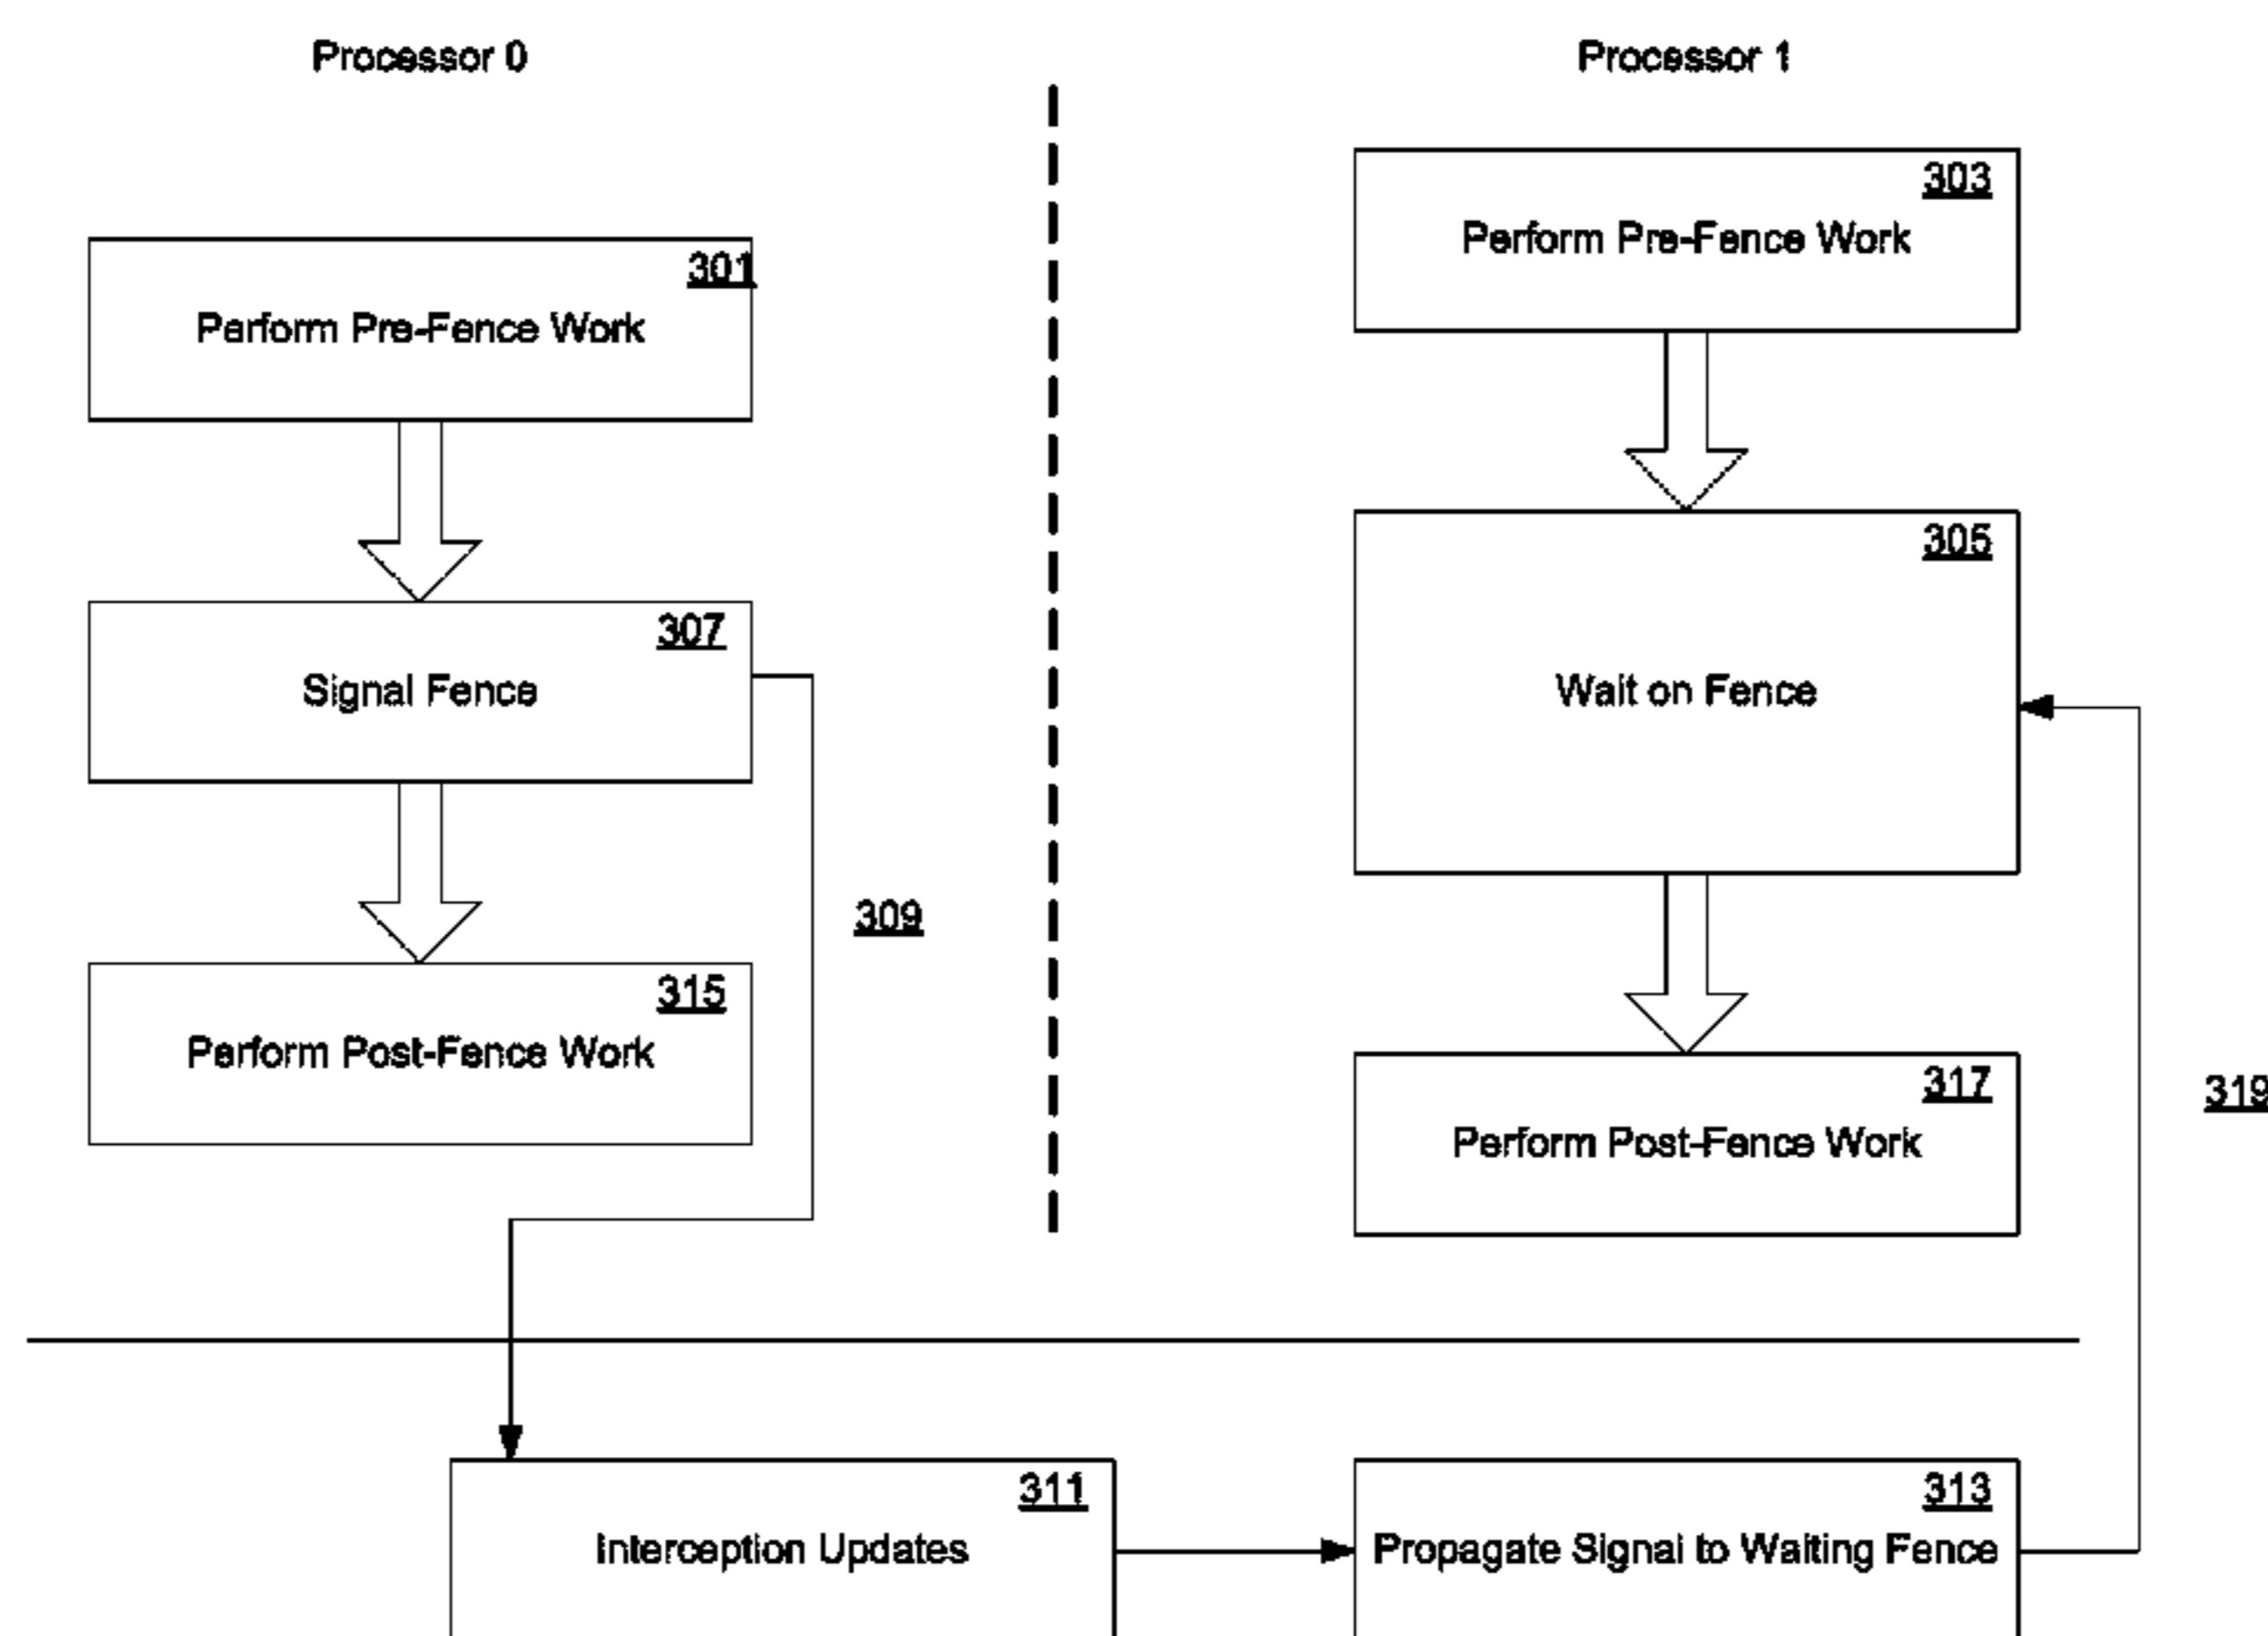 Processor 0
Processor 1
303
Perform Pre-Fence Work
301
Perform Pre-Fence Work
305
Wait on Fence
307
Signal Fence
309
315
Perform Post-Fence Work
317
Perform Post-Fence Work
319
311
Interception Updates
313
Propagate Signal to Waiting Fence